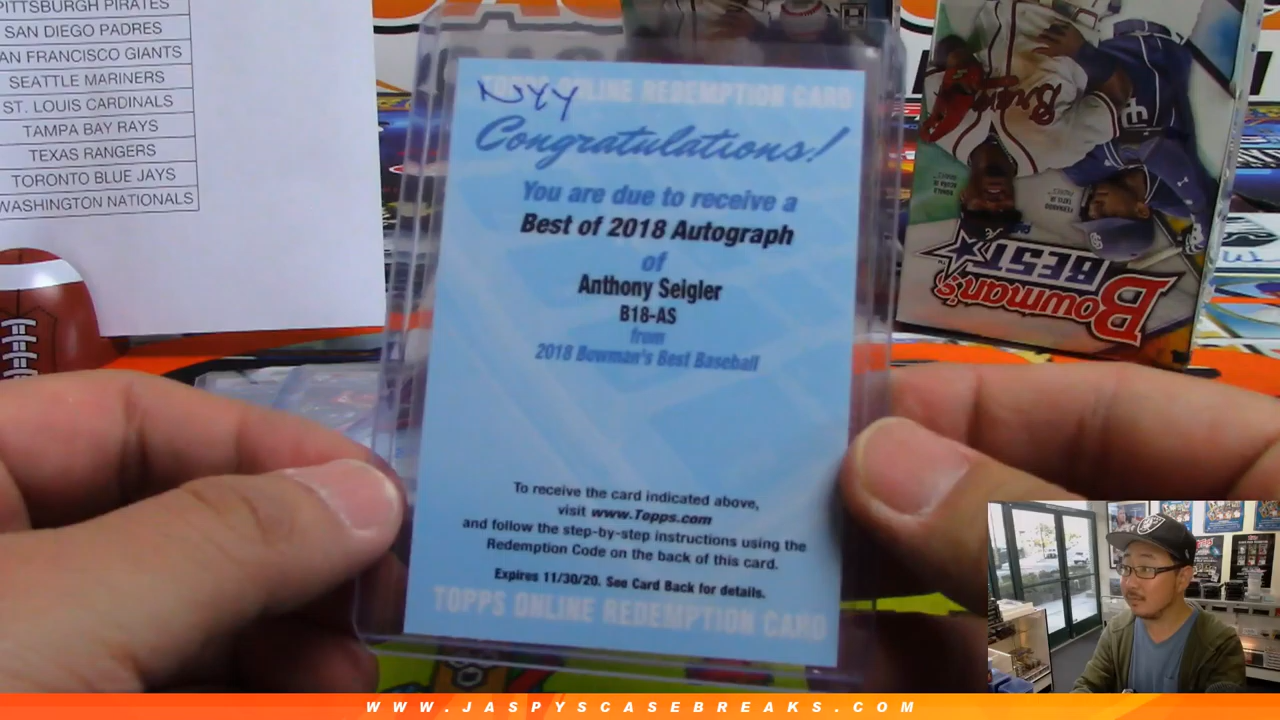 PITTSBURGH PIRATES
SAN DIEGO PADRES
SAN FRANCISCO GIANTS
SEATTLE MARINERS
ST. LOUIS CARDINALS
TAMPA BAY RAYS
TEXAS RANGERS
TORONTO BLUE JAYS
WASHINGTON NATIONALS
NYY
TOPPS ONLINE REDEMPTION CARD
Congratulations!
You are due to receive a
Best of 2018 Autograph
of
Anthony Seigler
B18-AS
from
2018 Bowman's Best Baseball
To receive the card indicated above,
visit www.Topps.com
and follow the step-by-step instructions using the
Redemption Code on the back of this card.
Expires 11/30/20. See Card Back for details.
TOPPS ONLINE REDEMPTION CARD
Braves
BEST
Bowman's
WWW.JASPYSCASEBREAKS.COM